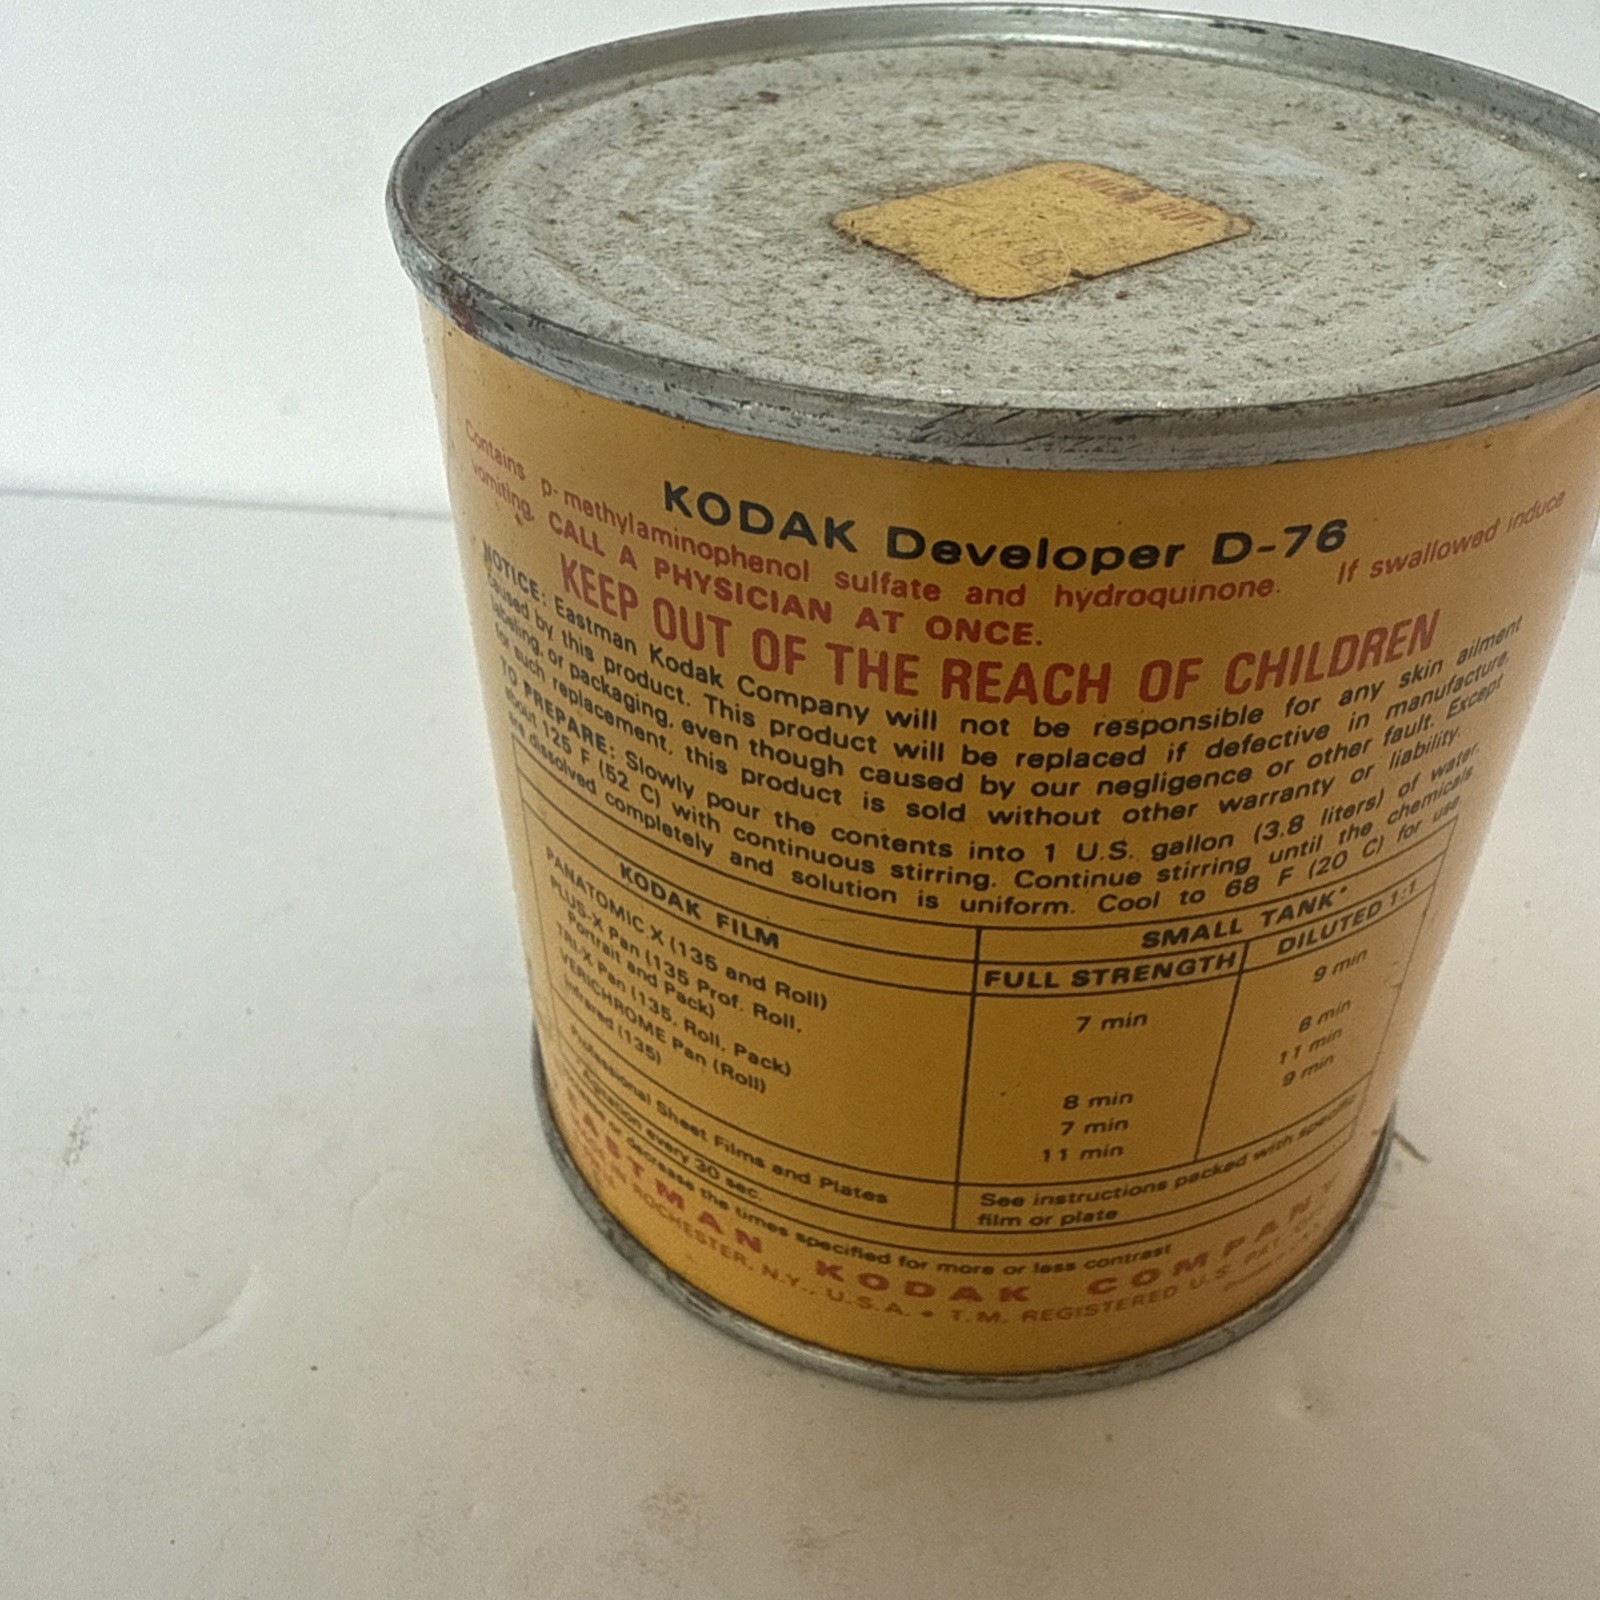 KODAK Developer D-76
Contains p-methylaminophenol sulfate and hydroquinone. If swallowed induce
vomiting. CALL A PHYSICIAN AT ONCE.
KEEP OUT OF THE REACH OF CHILDREN
NOTICE: Eastman Kodak Company will not be responsible for any skin ailment
caused by this product. This product will be replaced if defective in manufacture,
labeling, or packaging, even though caused by our negligence or other fault. Except
for such replacement, this product is sold without other warranty or liability.
TO PREPARE: Slowly pour the contents into 1 U.S. gallon (3.8 liters) of water.
about 125 F (52 C) with continuous stirring. Continue stirring until the chemicals
are dissolved completely and solution is uniform. Cool to 68 F (20 C) for use
KODAK FILM
SMALL TANK*
FULL STRENGTH
DILUTED 1:1
PANATOMIC-X (135 and Roll) 7 min 9 min
PLUS-X Pan (135 Prof. Roll,
Portrait and Pack) 8 min
TRI-X Pan (135, Roll, Pack) 8 min 11 min
VERICHROME Pan (Roll) 7 min 9 min
Infrared (135) 11 min
Professional Sheet Films and Plates
See instructions packed with specific
film or plate
Agitation every 30 sec.
or decrease the times specified for more or less contrast
EASTMAN KODAK COMPANY
ROCHESTER, N.Y., U.S.A. • T.M. REGISTERED U.S. PAT.